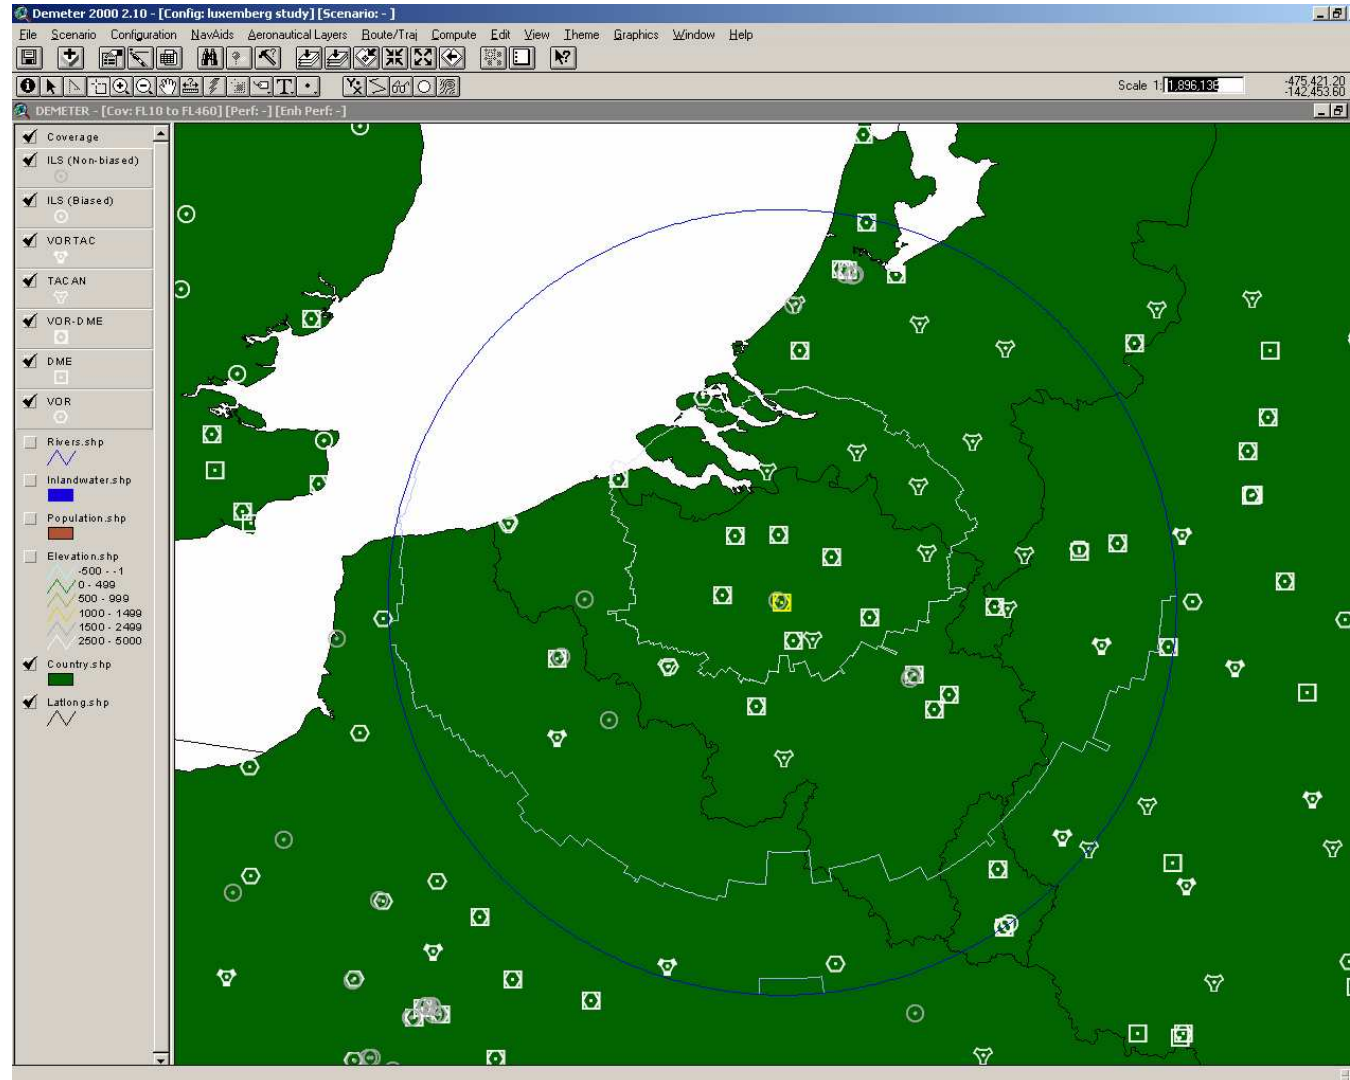 Demeter 2000 2.10 - [Config: luxemberg study] [Scenario: - ]
File Scenario Configuration NavAids Aeronautical Layers Route/Traj Compute Edit View Theme Graphics Window Help
Scale 1: 1,896,136
-475,421.20
-142,453.60
DEMETER - [Cov: FL10 to FL460] [Perf: -] [Enh Perf: -]
Coverage
ILS (Non-biased)
ILS (Biased)
VORTAC
TACAN
VOR-DME
DME
VOR
Rivers.shp
Inlandwater.shp
Population.shp
Elevation.shp
-500 - -1
0 - 499
500 - 999
1000 - 1499
1500 - 2499
2500 - 5000
Country.shp
Latlong.shp